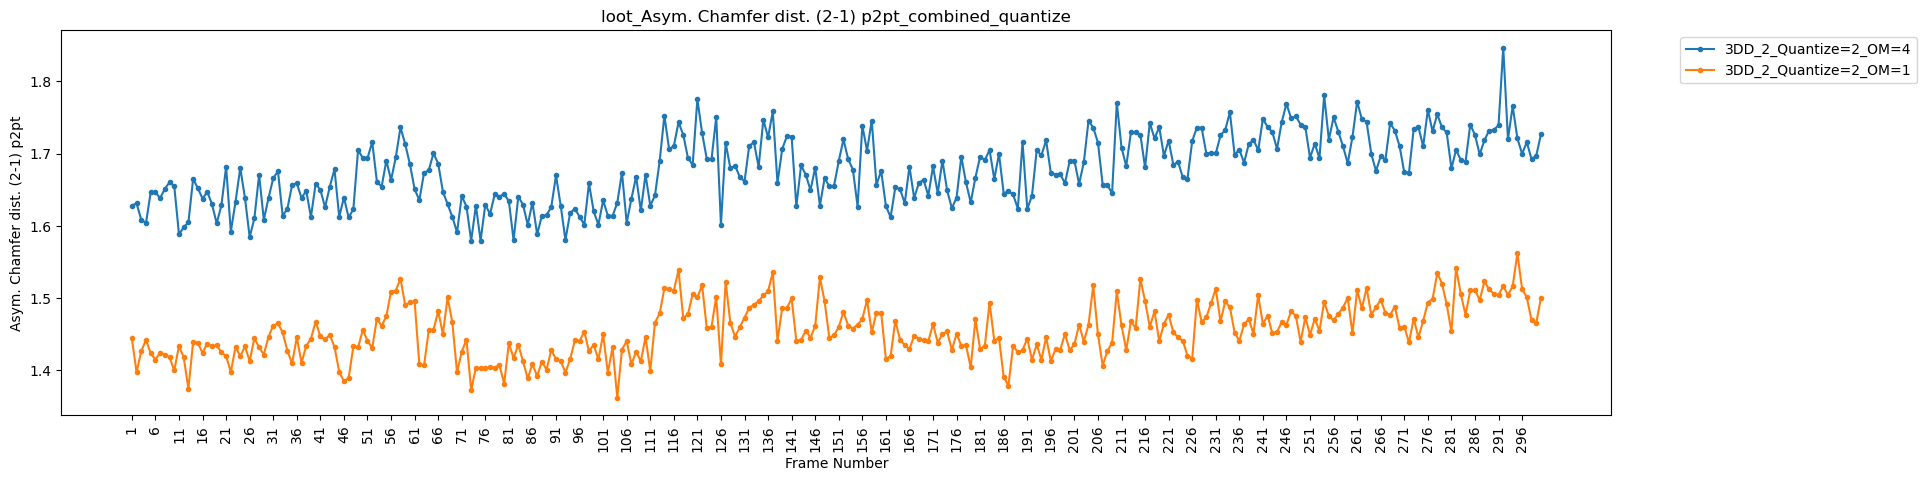 loot_Asym. Chamfer dist. (2-1) p2pt_combined_quantize
3DD_2_Quantize=2_OM=4
3DD_2_Quantize=2_OM=1
Asym. Chamfer dist. (2-1) p2pt
1.8
1.7
1.6
1.5
1.4
1 6 11 16 21 26 31 36 41 46 51 56 61 66 71 76 81 86 91 96 101 106 111 116 121 126 131 136 141 146 151 156 161 166 171 176 181 186 191 196 201 206 211 216 221 226 231 236 241 246 251 256 261 266 271 276 281 286 291 296
Frame Number